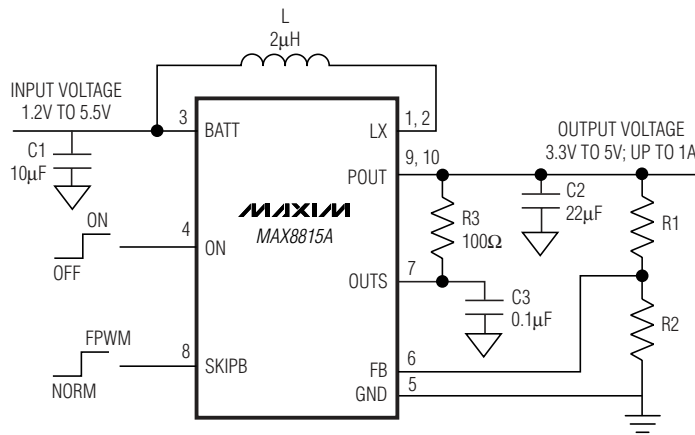 L
2µH
INPUT VOLTAGE
1.2V TO 5.5V
3
BATT
LX
1, 2
C1
10µF
9, 10
POUT
OUTPUT VOLTAGE
3.3V TO 5V; UP TO 1A
MAXIM
MAX8815A
ON
OFF
4
ON
R3
100Ω
C2
22µF
R1
OUTS
7
C3
0.1µF
FPWM
NORM
8
SKIPB
FB
6
GND
5
R2